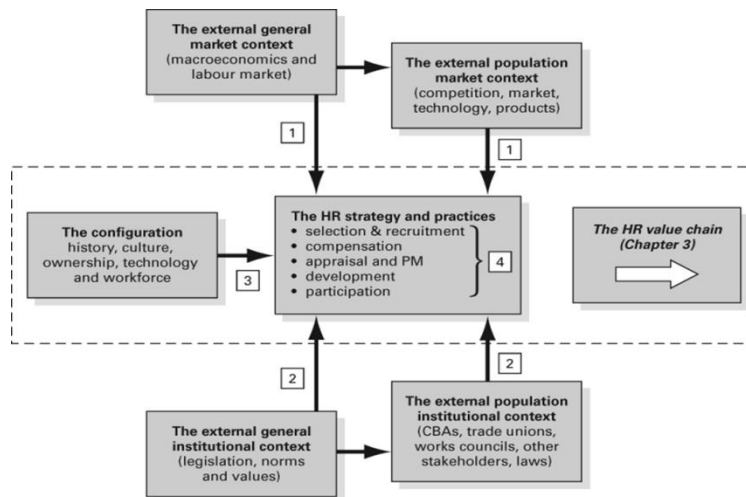 The external general
market context
(macroeconomics and
labour market)
The external population
market context
(competition, market,
technology, products)
1
1
The configuration
history, culture,
ownership, technology
and workforce
3
The HR strategy and practices
• selection & recruitment
• compensation
• appraisal and PM
• development
• participation
4
The HR value chain
(Chapter 3)
2
2
The external general
institutional context
(legislation, norms
and values)
The external population
institutional context
(CBAs, trade unions,
works councils, other
stakeholders, laws)